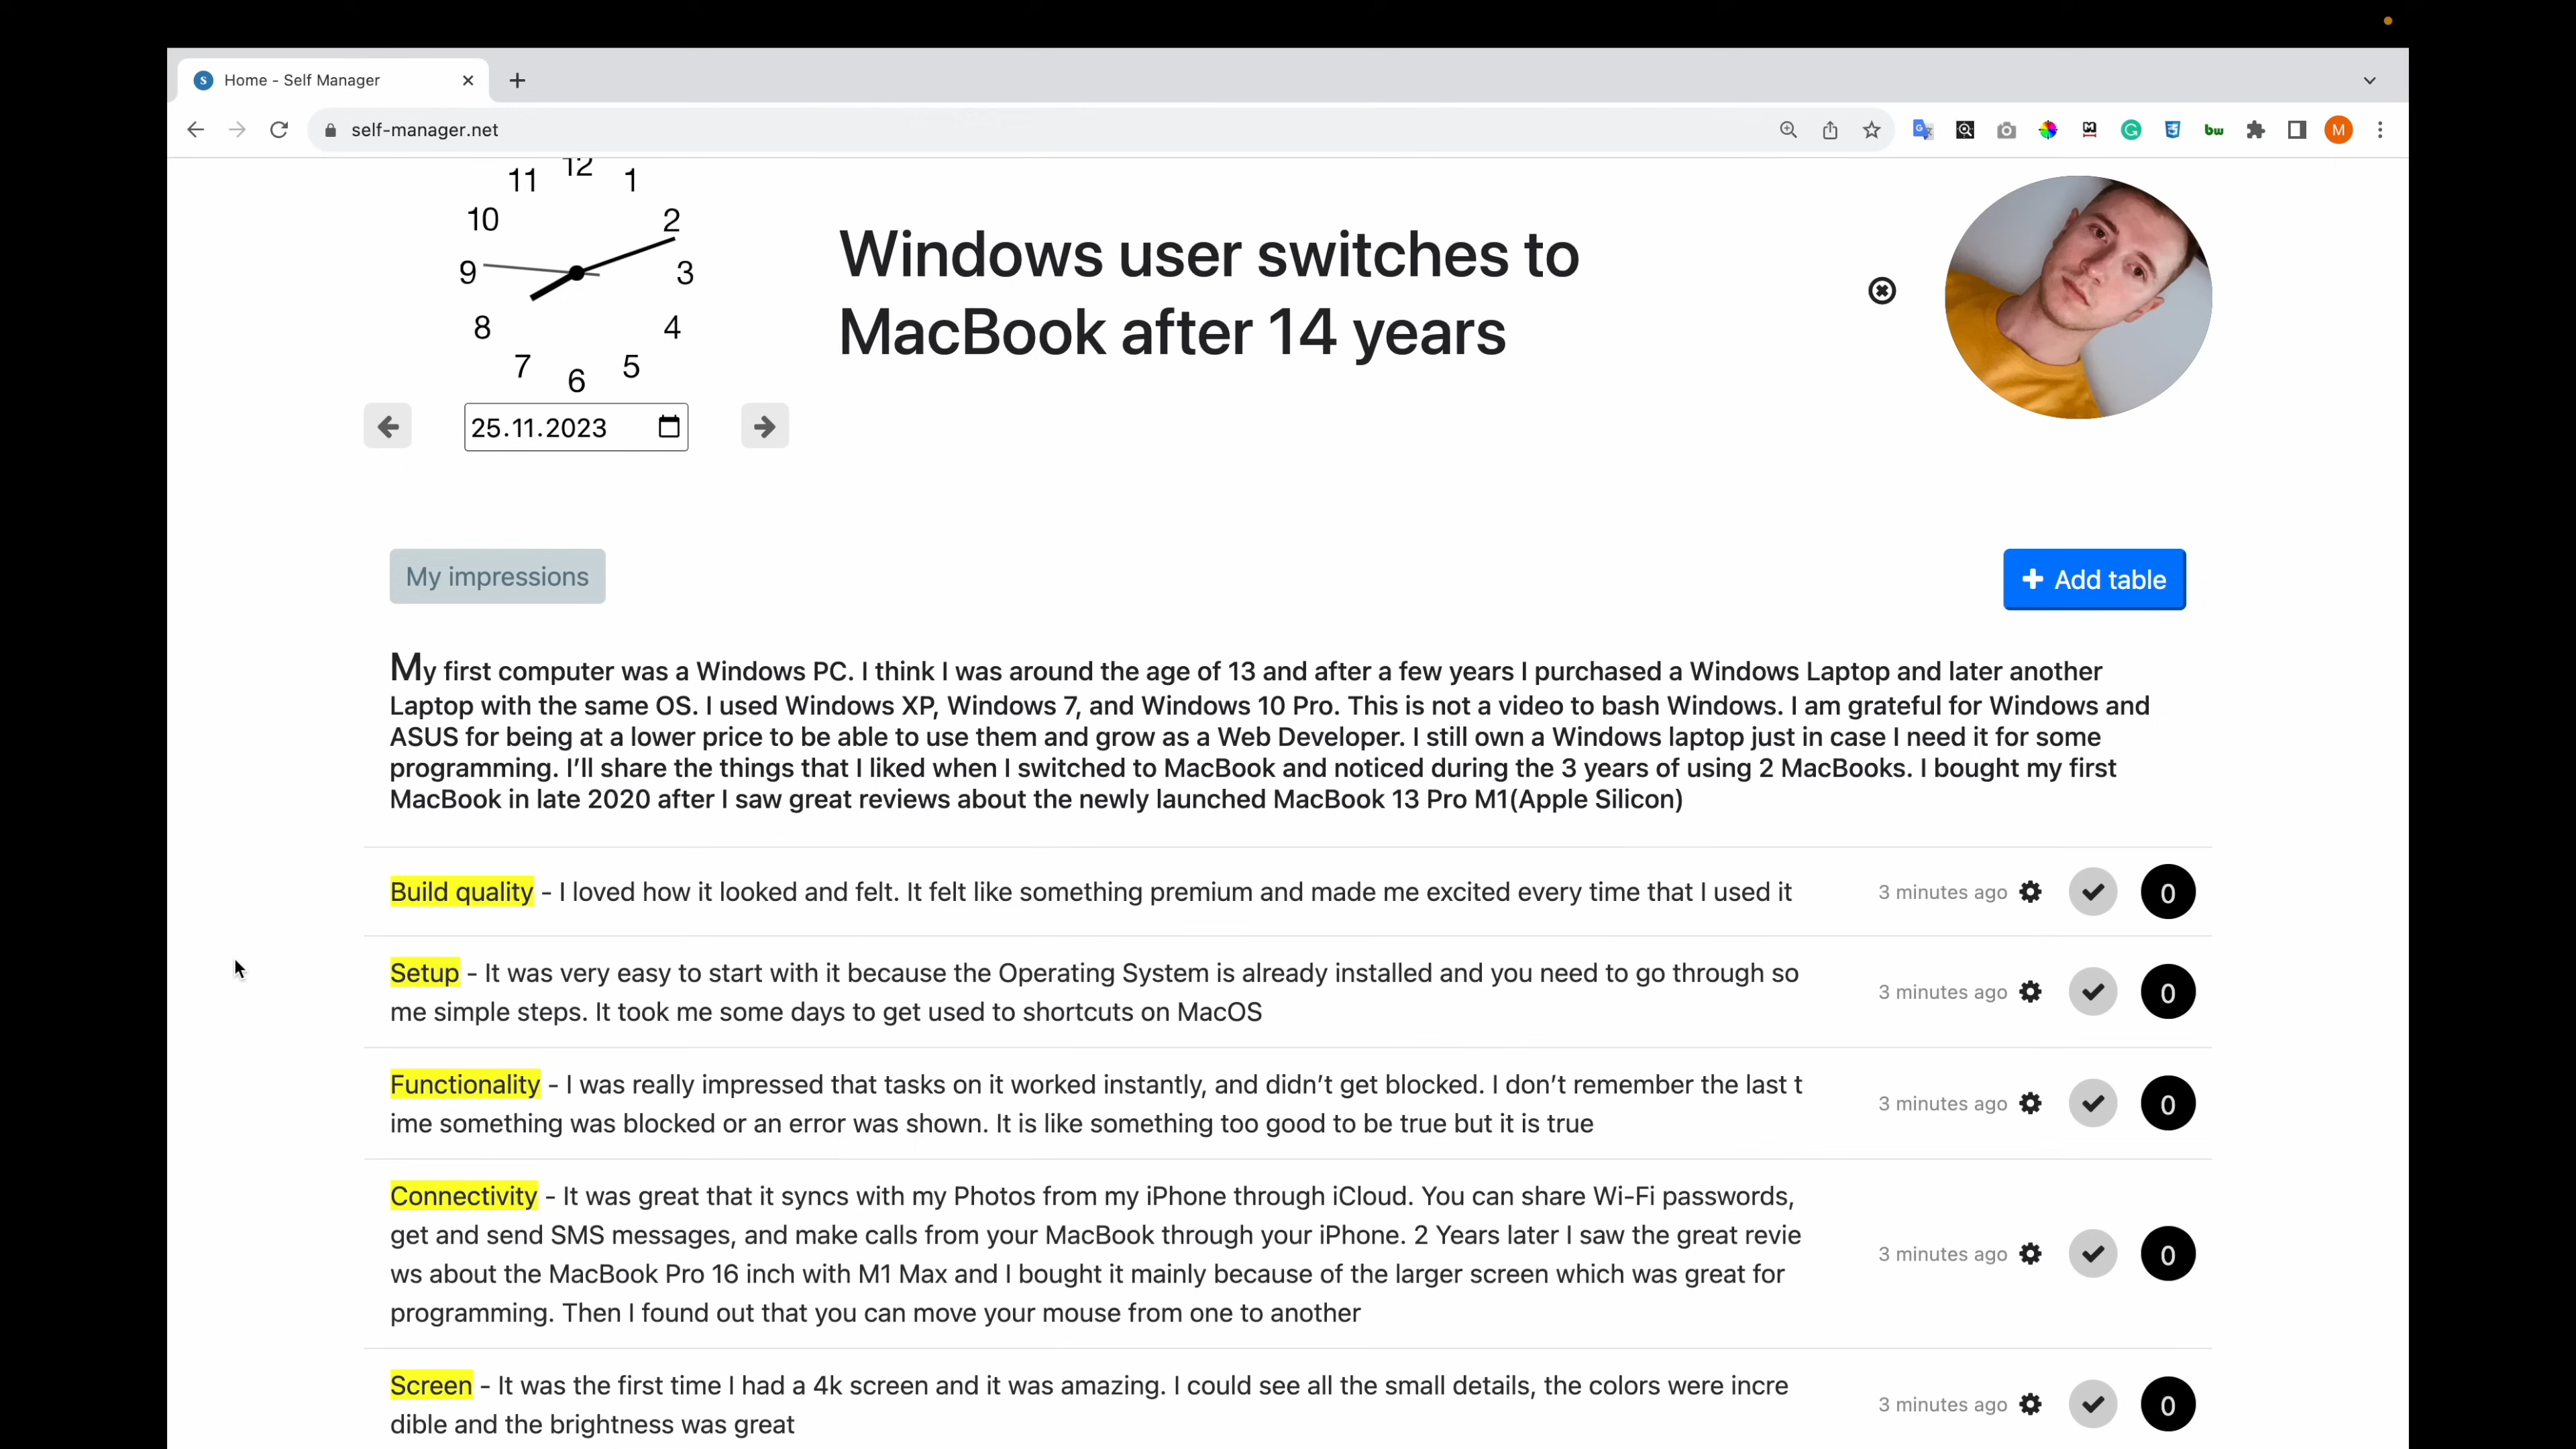 Home - Self Manager
self-manager.net
M
12
11
1
10
2
9
3
8
4
7
5
6
Windows user switches to
MacBook after 14 years
25.11.2023
My impressions
Add table
My first computer was a Windows PC. I think I was around the age of 13 and after a few years I purchased a Windows Laptop and later another
Laptop with the same OS. I used Windows XP, Windows 7, and Windows 10 Pro. This is not a video to bash Windows. I am grateful for Windows and
ASUS for being at a lower price to be able to use them and grow as a Web Developer. I still own a Windows laptop just in case I need it for some
programming. I’ll share the things that I liked when I switched to MacBook and noticed during the 3 years of using 2 MacBooks. I bought my first
MacBook in late 2020 after I saw great reviews about the newly launched MacBook 13 Pro M1(Apple Silicon)
Build quality - I loved how it looked and felt. It felt like something premium and made me excited every time that I used it
3 minutes ago
0
Setup - It was very easy to start with it because the Operating System is already installed and you need to go through so
me simple steps. It took me some days to get used to shortcuts on MacOS
3 minutes ago
0
Functionality - I was really impressed that tasks on it worked instantly, and didn’t get blocked. I don’t remember the last t
ime something was blocked or an error was shown. It is like something too good to be true but it is true
3 minutes ago
0
Connectivity - It was great that it syncs with my Photos from my iPhone through iCloud. You can share Wi-Fi passwords,
get and send SMS messages, and make calls from your MacBook through your iPhone. 2 Years later I saw the great revie
ws about the MacBook Pro 16 inch with M1 Max and I bought it mainly because of the larger screen which was great for
programming. Then I found out that you can move your mouse from one to another
3 minutes ago
0
Screen - It was the first time I had a 4k screen and it was amazing. I could see all the small details, the colors were incre
dible and the brightness was great
3 minutes ago
0